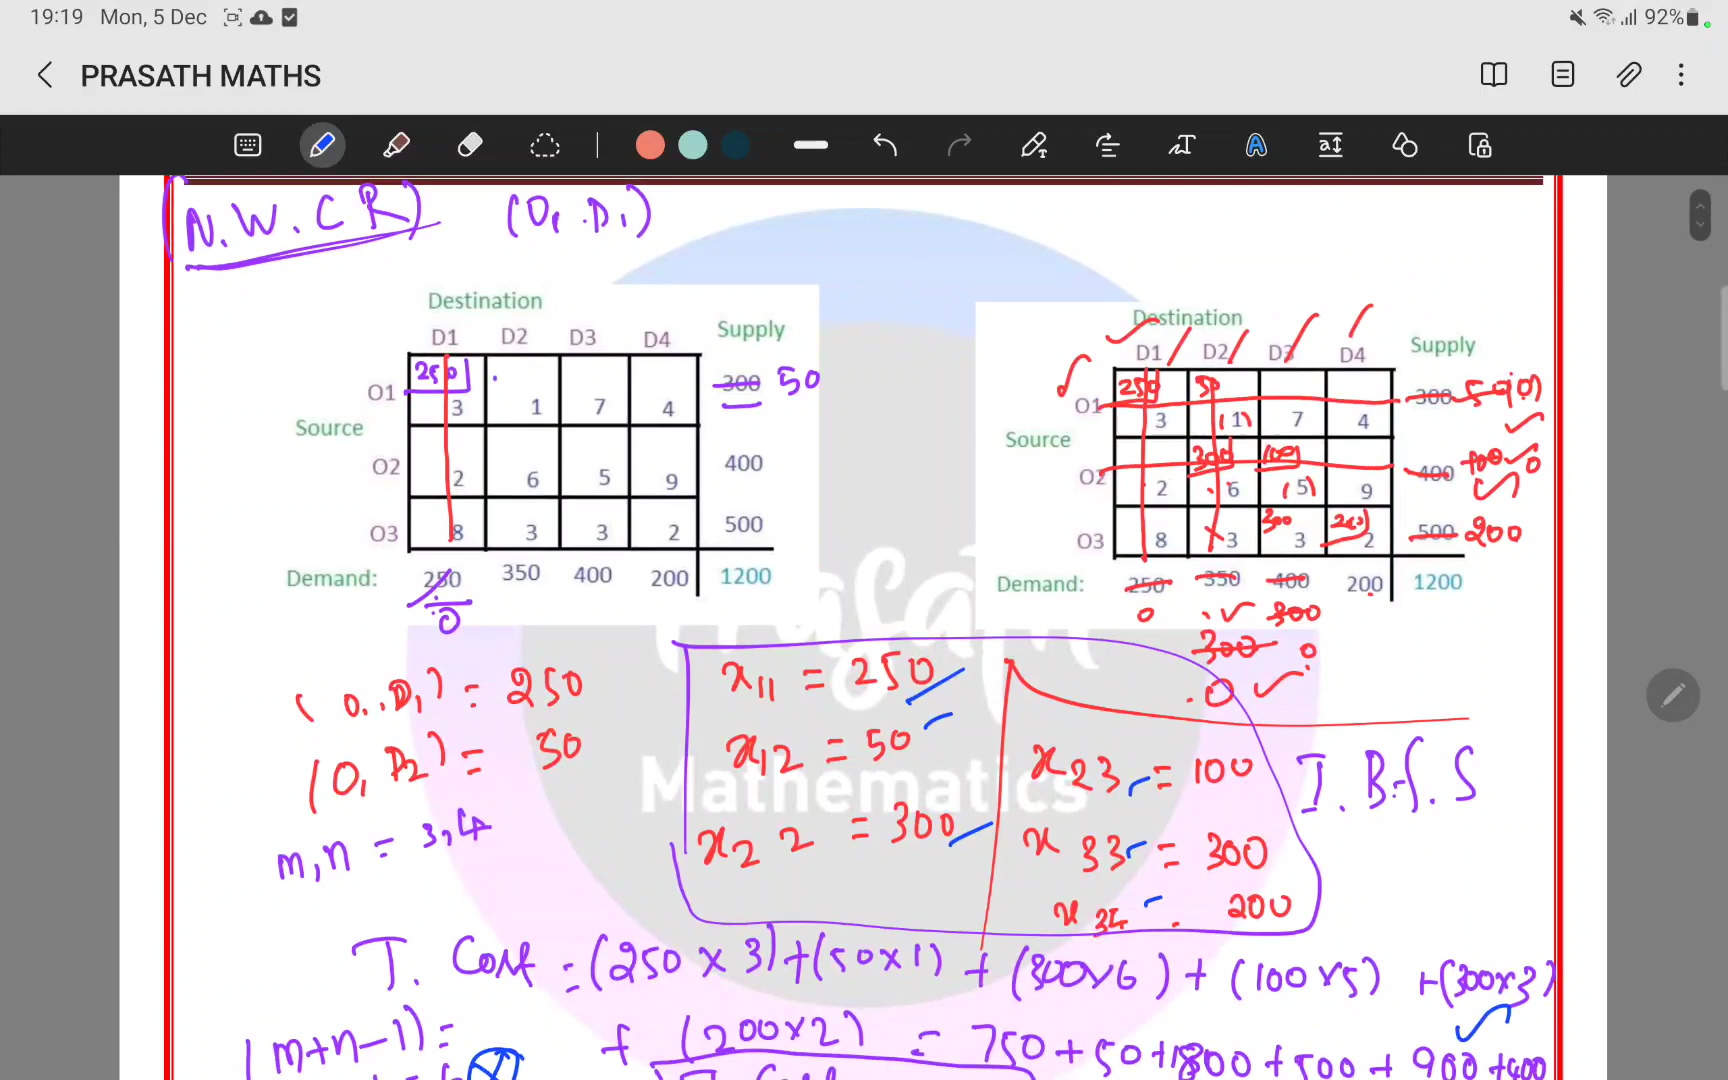 19:19 Mon, 5 Dec 92%
PRASATH MATHS
(N.W.C.R) (O1 .D1)
Destination
D1 D2 D3 D4 Supply
250
O1 3 1 7 4 300 50
Source
O2 2 6 5 9 400
O3 8 3 3 2 500
Demand: 250 350 400 200 1200
0
Destination
D1 D2 D3 D4 Supply
250 50
O1 3 (1) 7 4 300
Source
300 100
O2 2 6 (5) 9 400 100 0
300 200
O3 8 3 3 2 500 200
Demand: 250 350 400 200 1200
0 300
300 0
0
(O1.D1) = 250
(O1 D2) = 50
m,n = 3,4
x11 = 250
x12 = 50
x22 = 300
x23 = 100
x33 = 300
x34 = 200
I.B.f.S
Prasath
Mathematics
T. Cost = (250 x 3) + (50 x 1) + (300 x 6) + (100 x 5) + (300 x 3)
+ (200 x 2) = 750 + 50 + 1800 + 500 + 900 + 400
(m+n-1) =